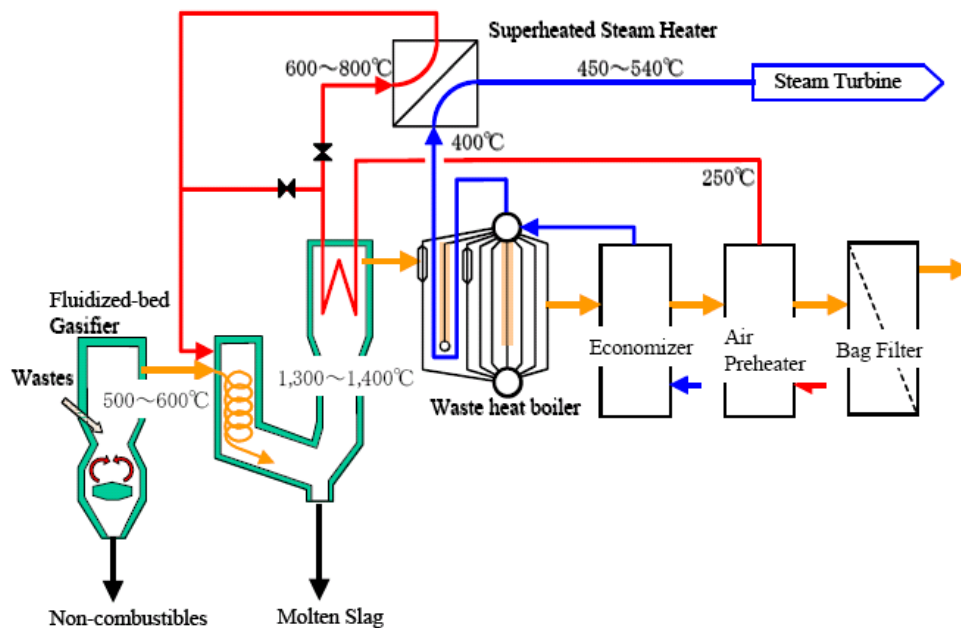 Superheated Steam Heater
600～800℃
450～540℃
Steam Turbine
400℃
250℃
Fluidized-bed
Gasifier
Wastes
500～600℃
1,300～1,400℃
Waste heat boiler
Economizer
Air
Preheater
Bag Filter
Non-combustibles
Molten Slag